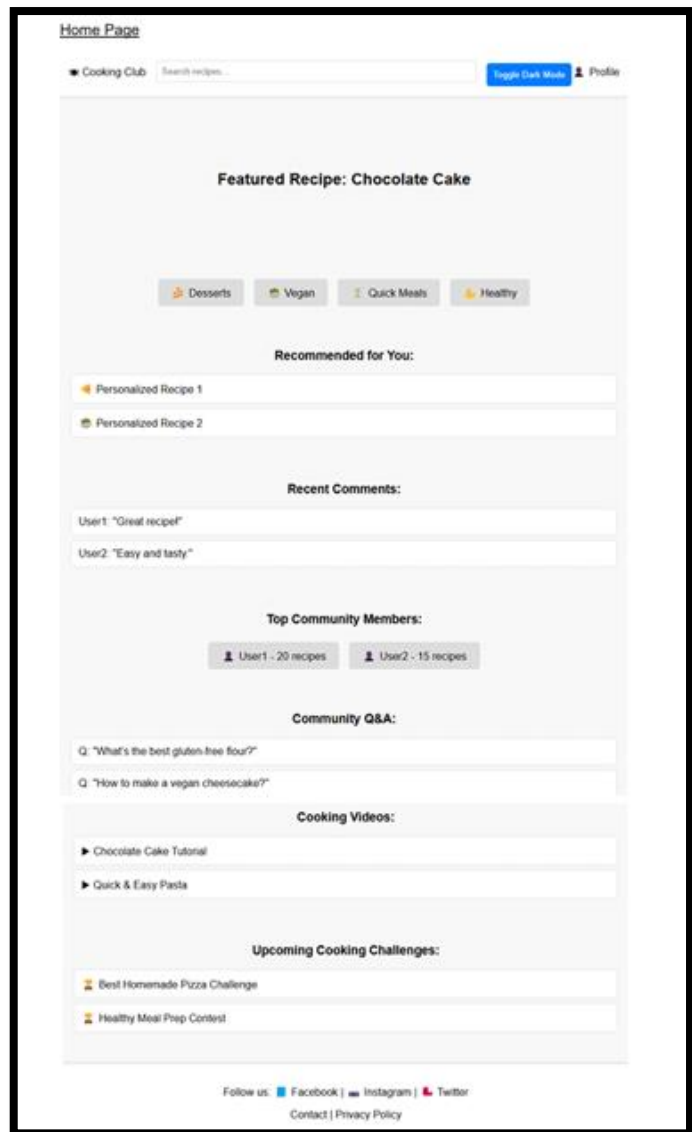 Home Page
Cooking Club Search recipes... Toggle Dark Mode Profile
Featured Recipe: Chocolate Cake
Desserts Vegan Quick Meals Healthy
Recommended for You:
Personalized Recipe 1
Personalized Recipe 2
Recent Comments:
User1: "Great recipe!"
User2: "Easy and tasty."
Top Community Members:
User1 - 20 recipes User2 - 15 recipes
Community Q&A:
Q: "What's the best gluten-free flour?"
Q: "How to make a vegan cheesecake?"
Cooking Videos:
Chocolate Cake Tutorial
Quick & Easy Pasta
Upcoming Cooking Challenges:
Best Homemade Pizza Challenge
Healthy Meal Prep Contest
Follow us: Facebook | Instagram | Twitter
Contact | Privacy Policy